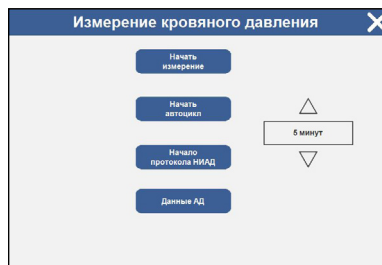 Измерение кровяного давления
Начать
измерение
Начать
автоцикл
5 минут
Начало
протокола НИАД
Данные АД